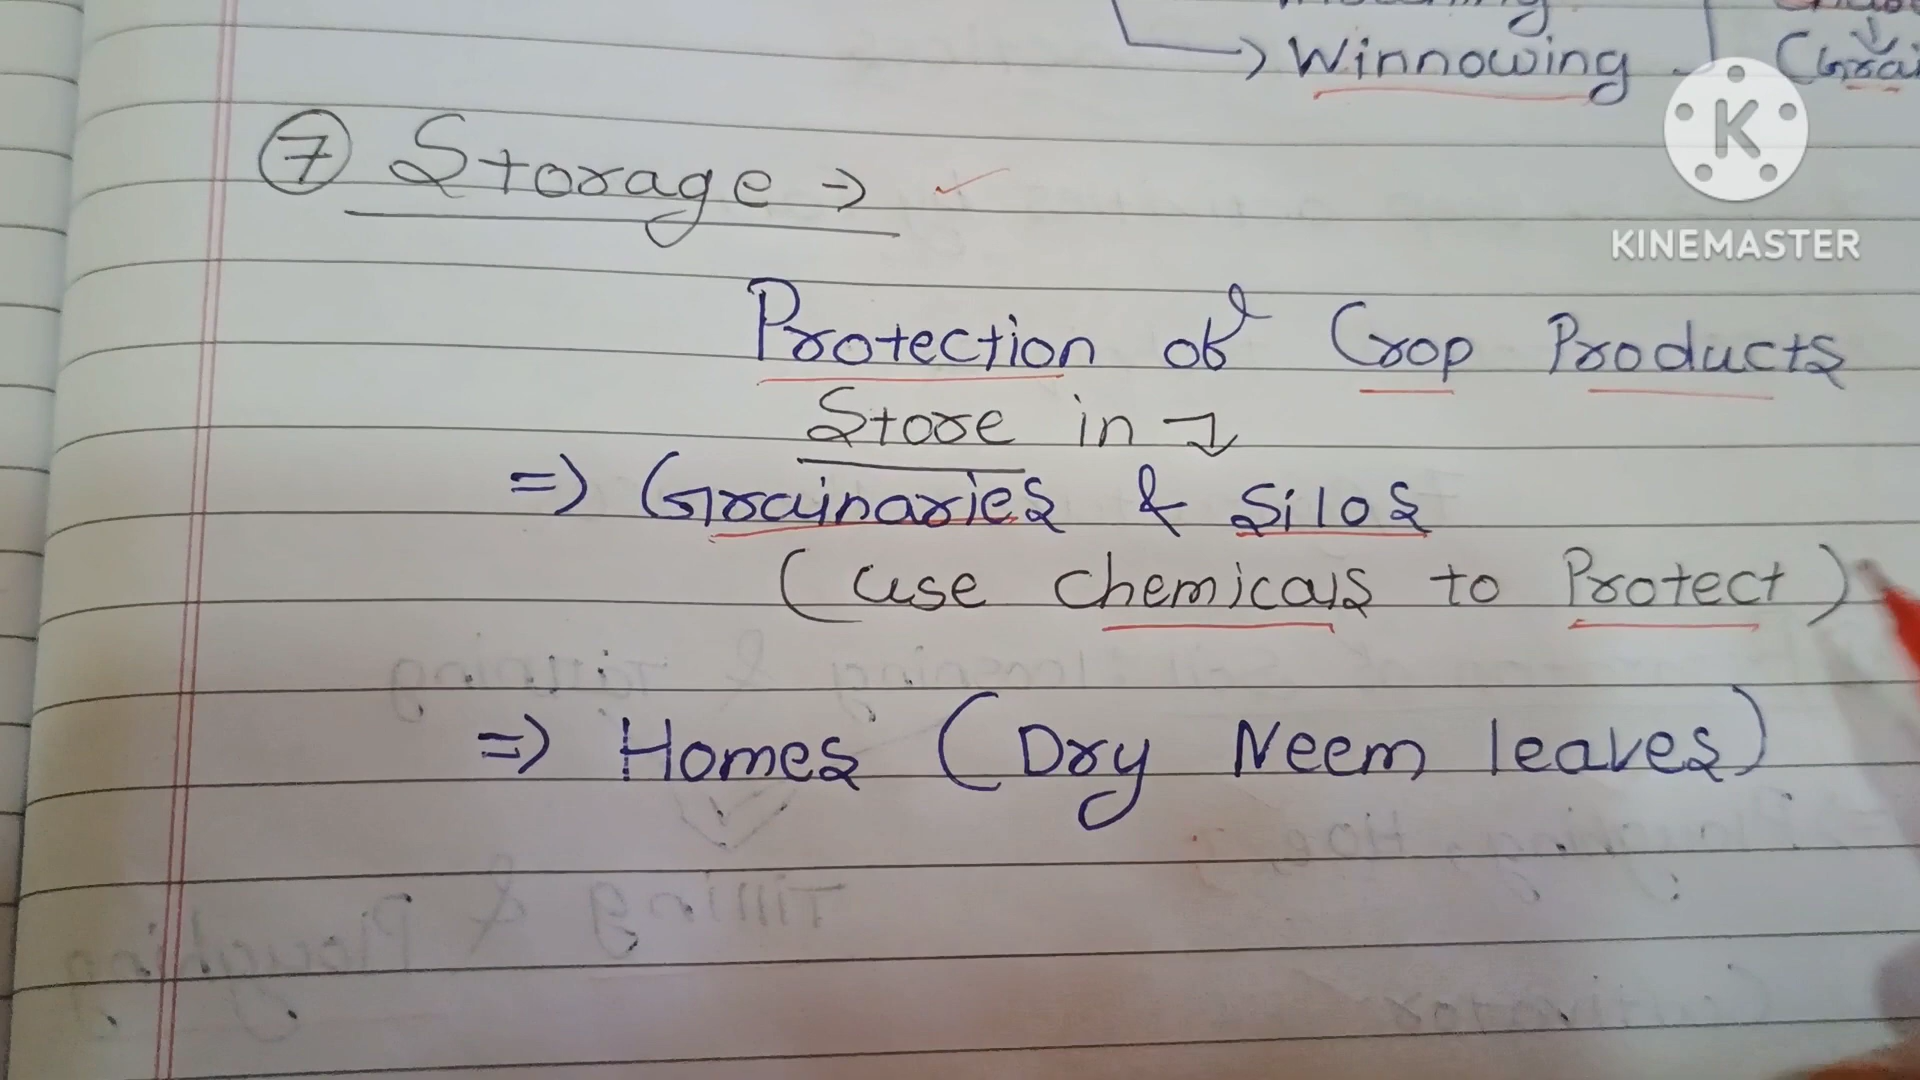 → Winnowing
⑦ Storage →
KINEMASTER
Protection of Crop Products
Store in ↴
⇒ Grainaries & Silos
( use chemicals to Protect )
⇒ Homes ( Dry Neem leaves )